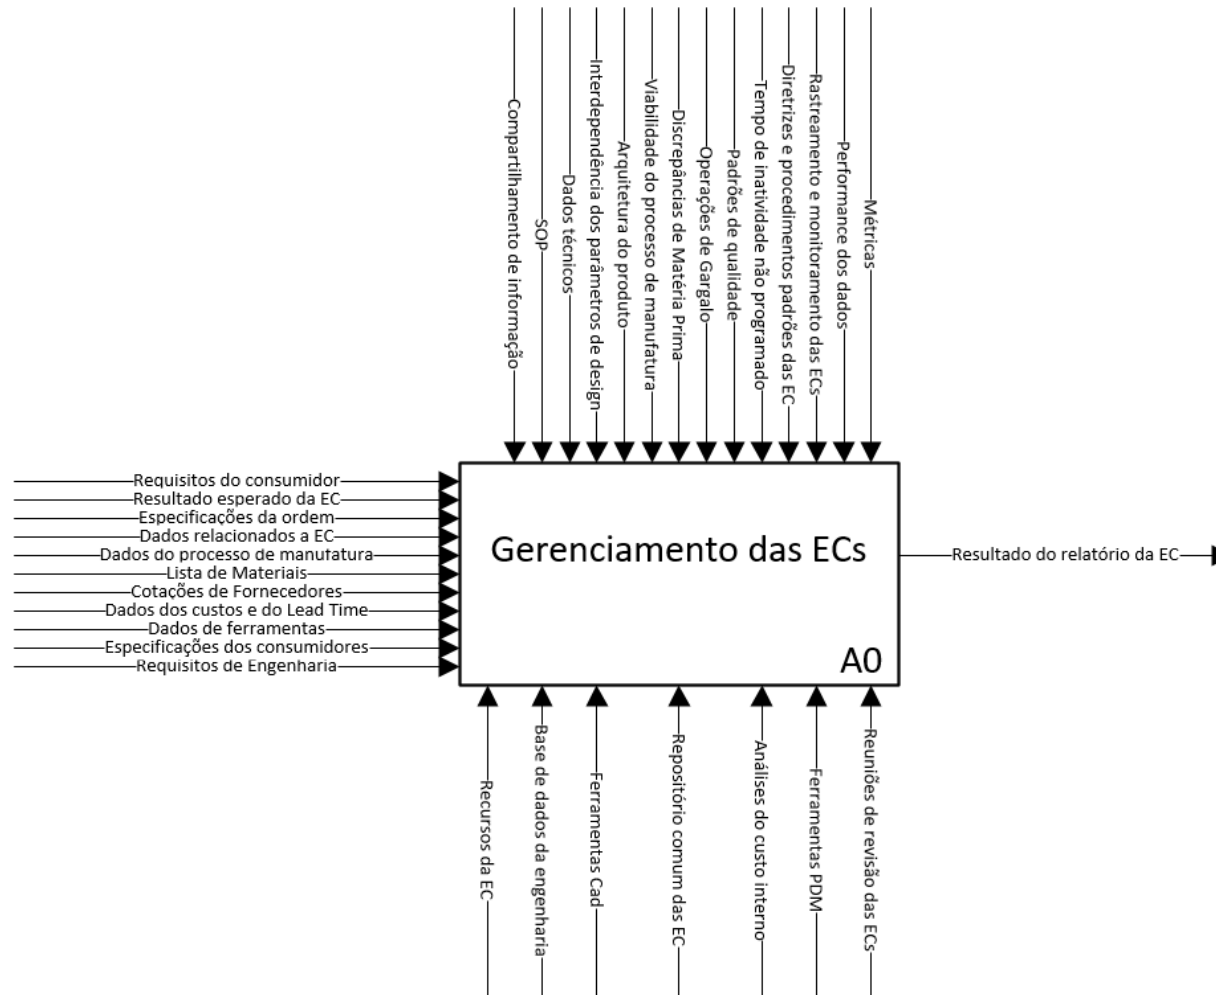 Compartilhamento de informação
SOP
Dados técnicos
Interdependência dos parâmetros de design
Arquitetura do produto
Viabilidade do processo de manufatura
Discrepâncias de Matéria Prima
Operações de Gargalo
Padrões de qualidade
Tempo de inatividade não programado
Diretrizes e procedimentos padrões das EC
Rastreamento e monitoramento das ECs
Performance dos dados
Métricas
Requisitos do consumidor
Resultado esperado da EC
Especificações da ordem
Dados relacionados a EC
Dados do processo de manufatura
Lista de Materiais
Cotações de Fornecedores
Dados dos custos e do Lead Time
Dados de ferramentas
Especificações dos consumidores
Requisitos de Engenharia
Gerenciamento das ECs
A0
Resultado do relatório da EC
Recursos da EC
Base de dados da engenharia
Ferramentas Cad
Repositório comum das EC
Análises do custo interno
Ferramentas PDM
Reuniões de revisão das ECs